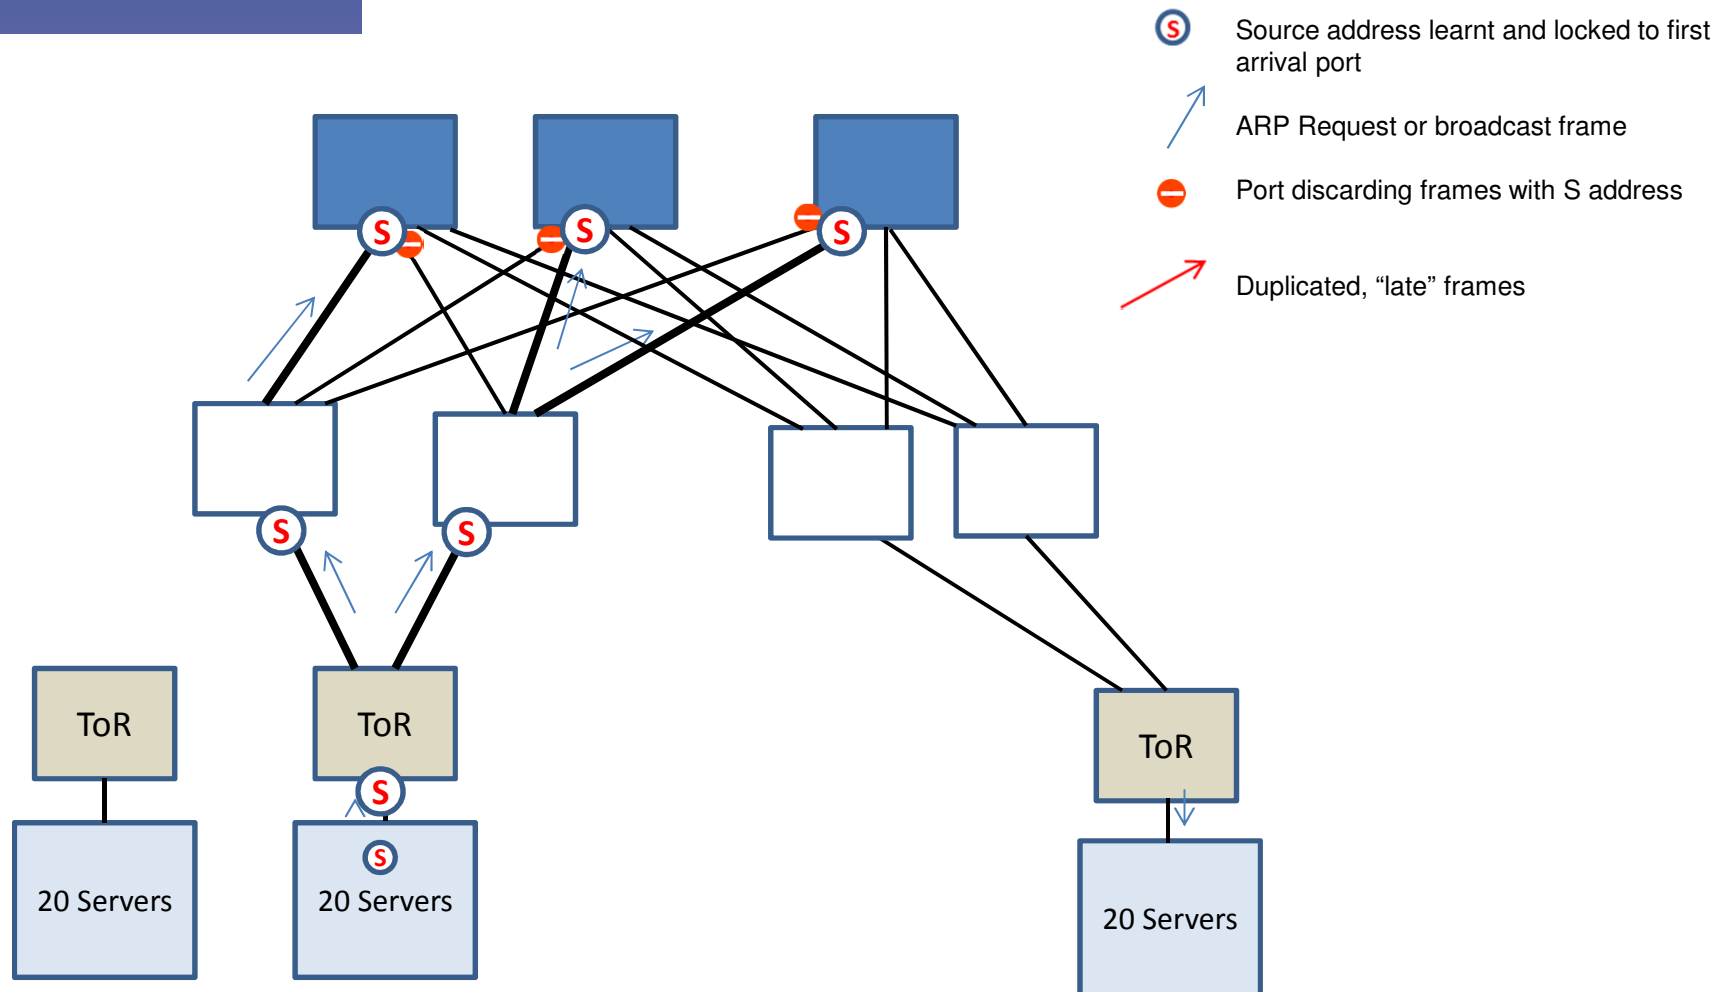 S
Source address learnt and locked to first
arrival port
ARP Request or broadcast frame
Port discarding frames with S address
Duplicated, “late” frames
S
S
S
S
S
ToR
ToR
ToR
S
S
20 Servers
20 Servers
20 Servers